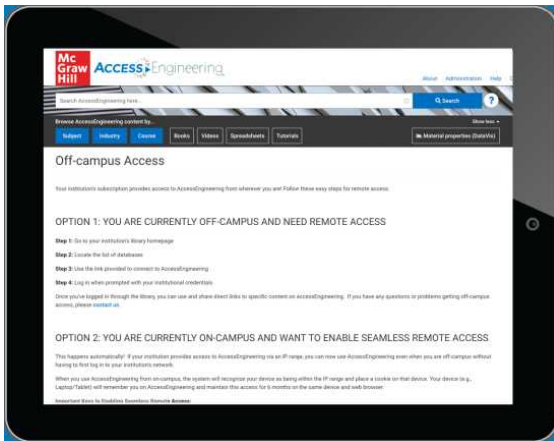 Mc
Graw
Hill
ACCESS Engineering
About Administration Help
Search AccessEngineering here...
Search
?
Browse AccessEngineering content by...
Show less
Subject Industry Course Books Videos Spreadsheets Tutorials
Material properties (DataVis)
Off-campus Access
Your institution's subscription provides access to AccessEngineering from wherever you are! Follow these easy steps for remote access.
OPTION 1: YOU ARE CURRENTLY OFF-CAMPUS AND NEED REMOTE ACCESS
Step 1: Go to your institution's library homepage
Step 2: Locate the list of databases
Step 3: Use the link provided to connect to AccessEngineering
Step 4: Log in when prompted with your institutional credentials
Once you've logged in through the library, you can use and share direct links to specific content on accessEngineering. If you have any questions or problems getting off-campus
access, please contact us.
OPTION 2: YOU ARE CURRENTLY ON-CAMPUS AND WANT TO ENABLE SEAMLESS REMOTE ACCESS
This happens automatically! If your institution provides access to AccessEngineering via an IP range, you can now use AccessEngineering even when you are off-campus without
having to first log in to your institution's network.
When you use AccessEngineering from on-campus, the system will recognize your device as being within the IP range and place a cookie on that device. Your device (e.g.,
Laptop/Tablet) will remember you on AccessEngineering and maintain this access for 6 months on the same device and web browser.
Important Keys to Enabling Seamless Remote Access: